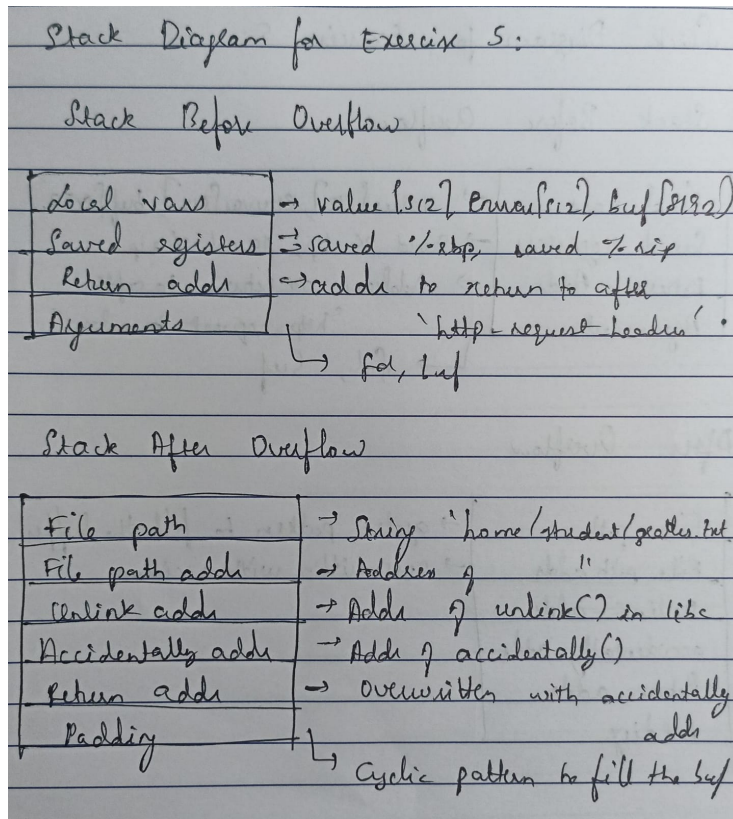 Stack Diagram for Exercise 5:
Stack Before Overflow
Local vars → value [512] Envvar [512], buf [8192)
Saved registers → saved %rbp, saved %rip
Return addr → addr to return to after
Arguments 'http-request-headers'.
→ fd, buf
Stack After Overflow
File path → String "home/student/grades.txt
File path addr → Address of "
Unlink addr → Addr of unlink() in libc
Accidentally addr → Addr of accidentally()
Return addr → Overwritten with accidentally
Padding addr
→ Cyclic pattern to fill the buf